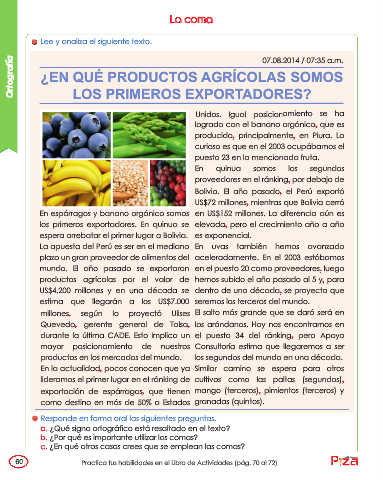 La coma
Ortografía
Lee y analiza el siguiente texto.
07.08.2014 / 07:35 a.m.
¿EN QUÉ PRODUCTOS AGRÍCOLAS SOMOS
LOS PRIMEROS EXPORTADORES?
En espárragos y banano orgánico somos
los primeros exportadores. En quinua se
espera arrebatar el primer lugar a Bolivia.
La apuesta del Perú es ser en el mediano
plazo un gran proveedor de alimentos del
mundo. El año pasado se exportaron
productos agrícolas por el valor de
US$4,200 millones y en una década se
estima que llegarán a los US$7.000
millones, según lo proyectó Ulises
Quevedo, gerente general de Talsa,
durante la última CADE. Esto implica un
mayor posicionamiento de nuestros
productos en los mercados del mundo.
En la actualidad, pocos conocen que ya
lideramos el primer lugar en el ránking de
exportación de espárragos, que tienen
como destino en más de 50% a Estados
Unidos. Igual posicionamiento se ha
logrado con el banano orgánico, que es
producido, principalmente, en Piura. Lo
curioso es que en el 2003 ocupábamos el
puesto 23 en la mencionada fruta.
En quinua somos los segundos
proveedores en el ránking, por debajo de
Bolivia. El año pasado, el Perú exportó
US$72 millones, mientras que Bolivia cerró
en US$152 millones. La diferencia aún es
elevada, pero el crecimiento año a año
es exponencial.
En uvas también hemos avanzado
aceleradamente. En el 2003 estábamos
en el puesto 20 como proveedores, luego
hemos subido el año pasado al 5 y, para
dentro de una década, se proyecta que
seremos los terceros del mundo.
El salto más grande que se dará será en
los arándanos. Hoy nos encontramos en
el puesto 34 del ránking, pero Apoyo
Consultoría estima que llegaremos a ser
los segundos del mundo en una década.
Similar camino se espera para otros
cultivos como las paltas (segundos),
mango (terceros), pimientos (terceros) y
granadas (quintos).
Responde en forma oral las siguientes preguntas.
a. ¿Qué signo ortográfico está resaltado en el texto?
b. ¿Por qué es importante utilizar las comas?
c. ¿En qué otros casos crees que se emplean las comas?
60
Practica tus habilidades en el Libro de Actividades (pág. 70 al 72)